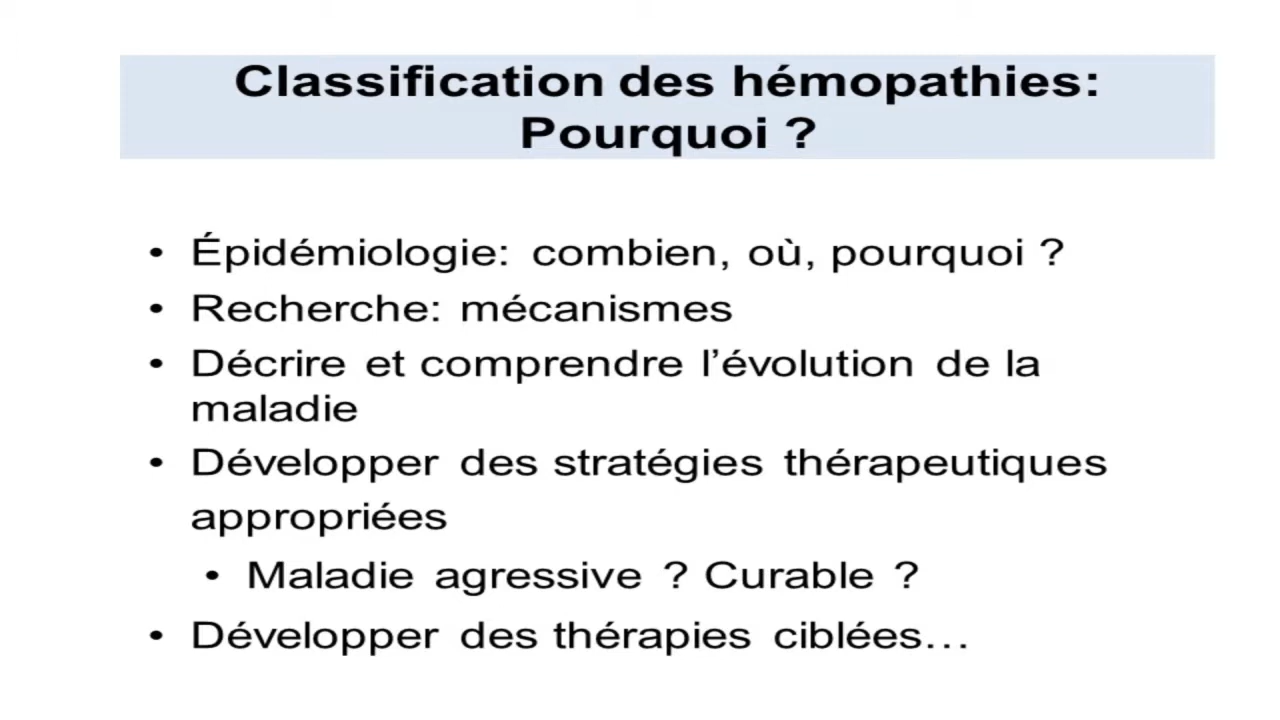 Classification des hémopathies:
Pourquoi ?
• Épidémiologie: combien, où, pourquoi ?
• Recherche: mécanismes
• Décrire et comprendre l’évolution de la
maladie
• Développer des stratégies thérapeutiques
appropriées
• Maladie agressive ? Curable ?
• Développer des thérapies ciblées…